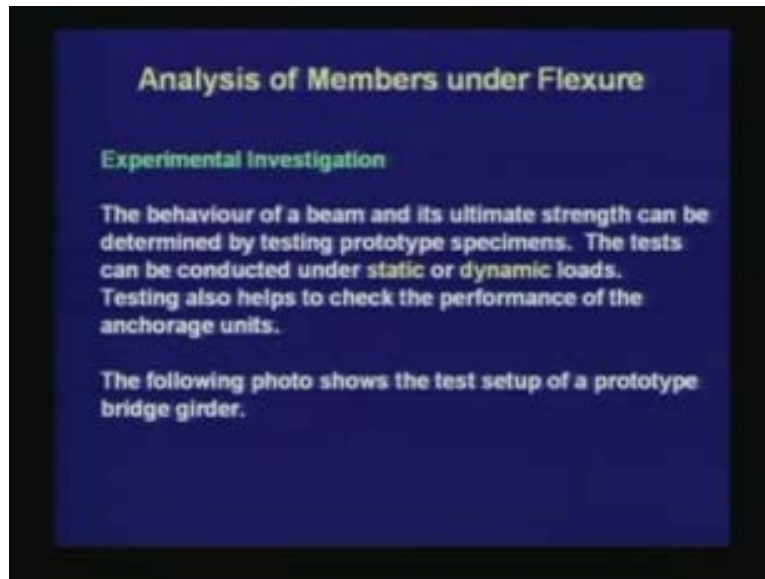 Analysis of Members under Flexure
Experimental Investigation
The behaviour of a beam and its ultimate strength can be
determined by testing prototype specimens. The tests
can be conducted under static or dynamic loads.
Testing also helps to check the performance of the
anchorage units.
The following photo shows the test setup of a prototype
bridge girder.